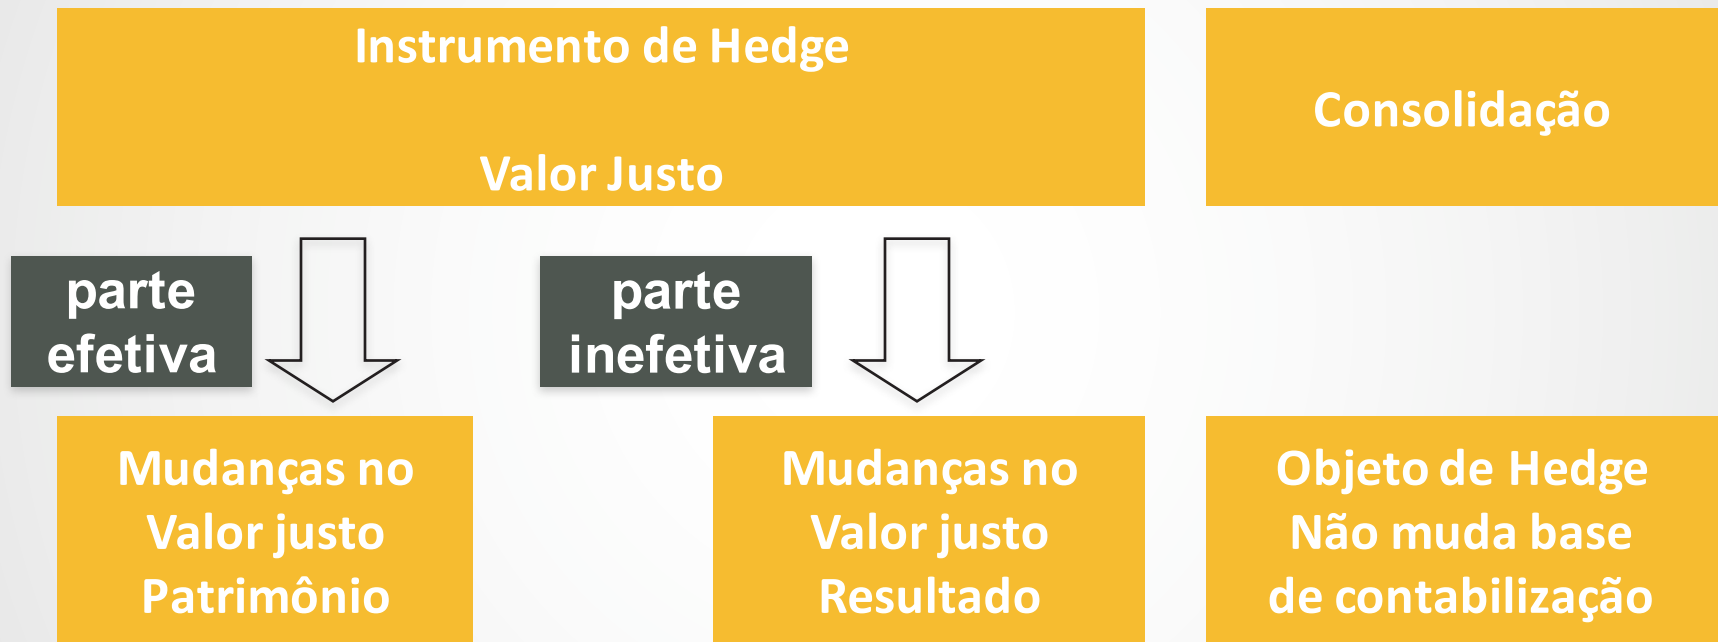 Instrumento de Hedge
Valor Justo
Consolidação
parte
efetiva
parte
inefetiva
Mudanças no
Valor justo
Patrimônio
Mudanças no
Valor justo
Resultado
Objeto de Hedge
Não muda base
de contabilização